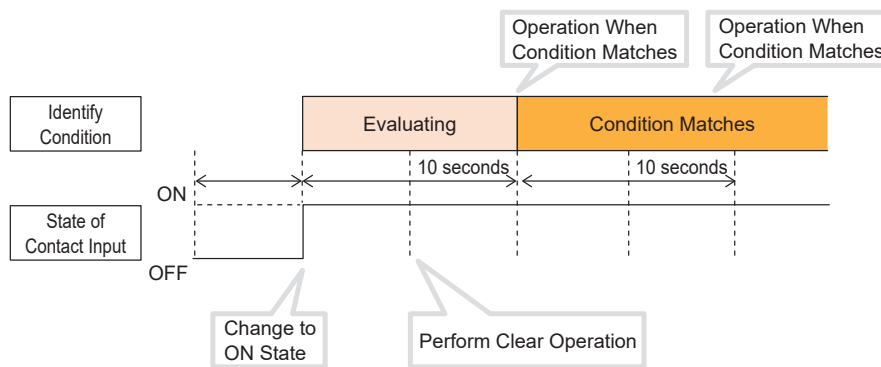 Operation When
Condition Matches
Operation When
Condition Matches
Identify
Condition
Evaluating
Condition Matches
10 seconds
10 seconds
ON
State of
Contact Input
OFF
Change to
ON State
Perform Clear Operation